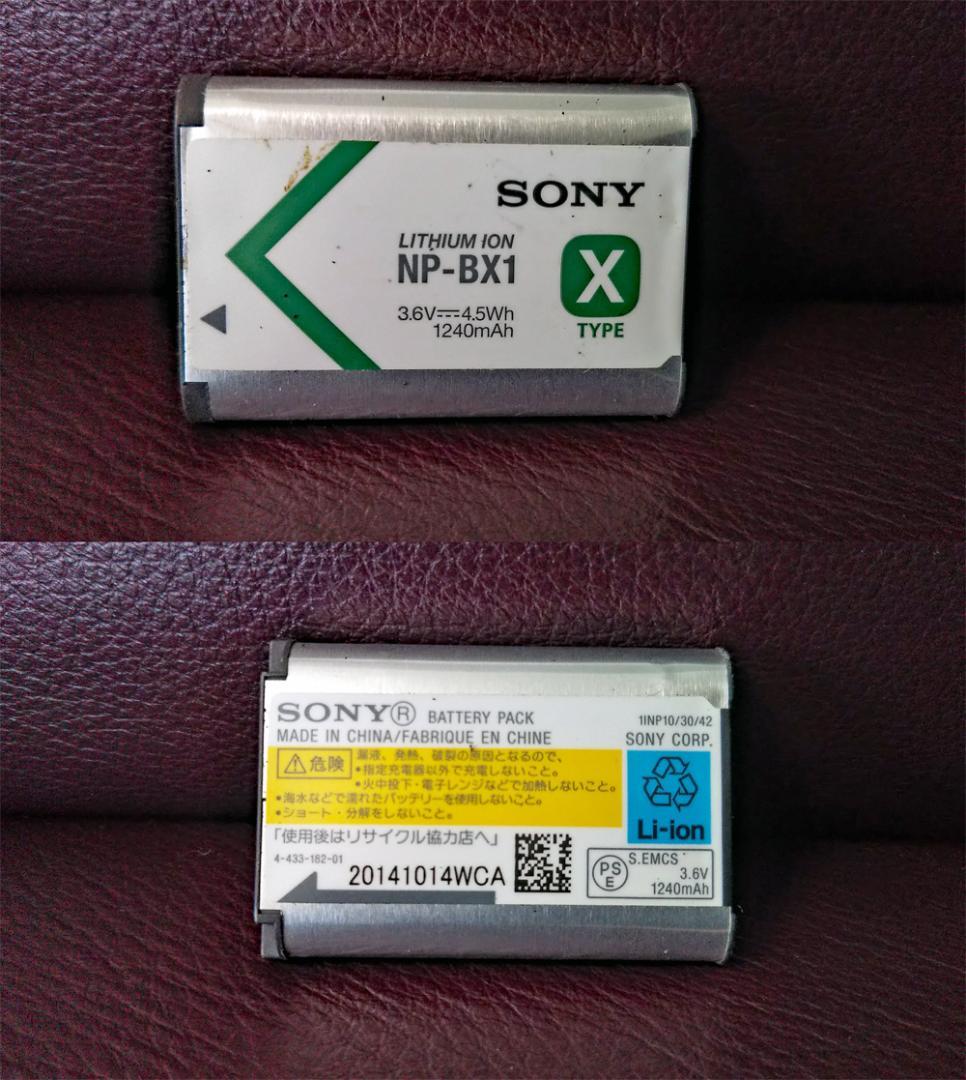 SONY
LITHIUM ION
NP-BX1
3.6V⎓4.5Wh
1240mAh
X
TYPE
SONY® BATTERY PACK
MADE IN CHINA/FABRIQUE EN CHINE
1INP10/30/42
SONY CORP.
危険
漏液、発熱、破裂の原因となるので、
•指定充電器以外で充電しないこと。
•火中投下・電子レンジなどで加熱しないこと。
•海水などで濡れたバッテリーを使用しないこと。
•ショート・分解をしないこと。
Li-ion
「使用後はリサイクル協力店へ」
4-433-182-01
20141014WCA
PS
E
S.EMCS
3.6V
1240mAh